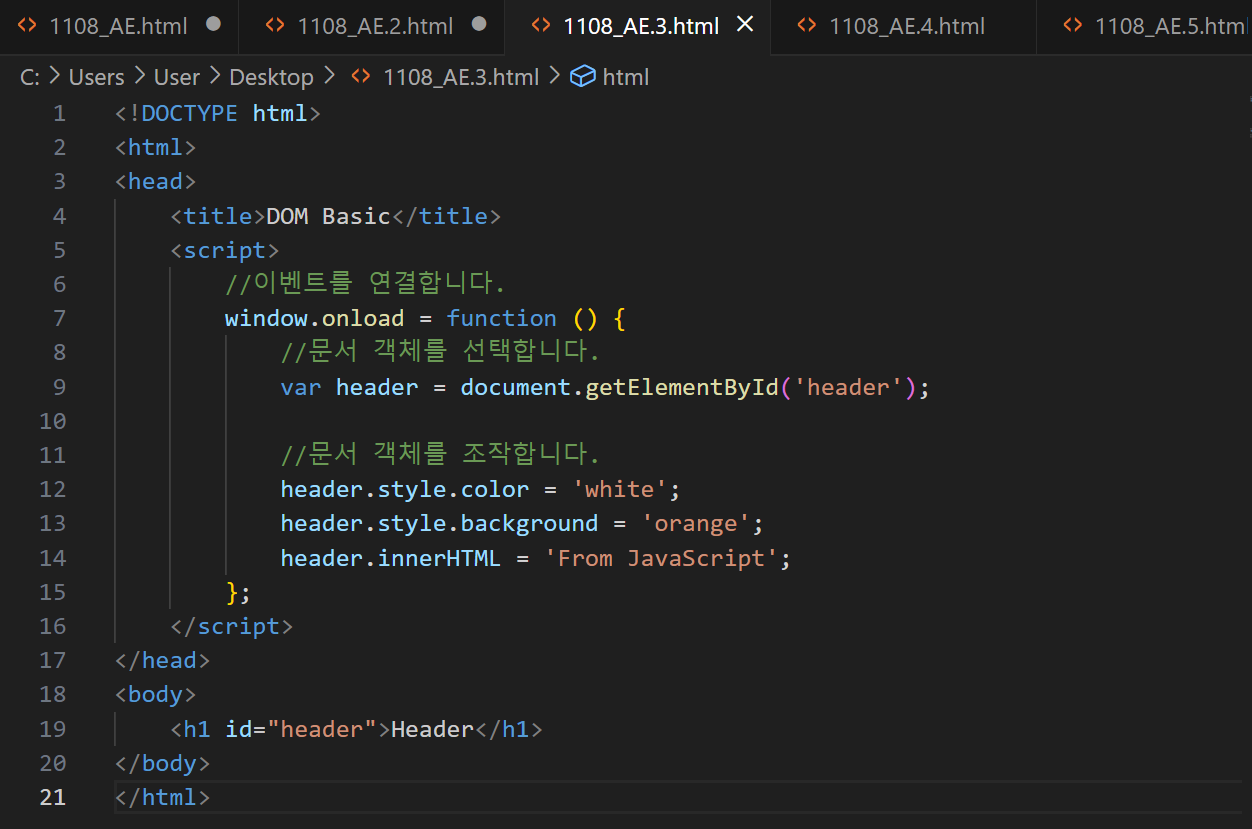 1108_AE.html 1108_AE.2.html 1108_AE.3.html 1108_AE.4.html 1108_AE.5.htm
C: > Users > User > Desktop > 1108_AE.3.html > html
1 <!DOCTYPE html>
2 <html>
3 <head>
4     <title>DOM Basic</title>
5     <script>
6         //이벤트를 연결합니다.
7         window.onload = function () {
8             //문서 객체를 선택합니다.
9             var header = document.getElementById('header');
10
11             //문서 객체를 조작합니다.
12             header.style.color = 'white';
13             header.style.background = 'orange';
14             header.innerHTML = 'From JavaScript';
15         };
16     </script>
17 </head>
18 <body>
19     <h1 id="header">Header</h1>
20 </body>
21 </html>